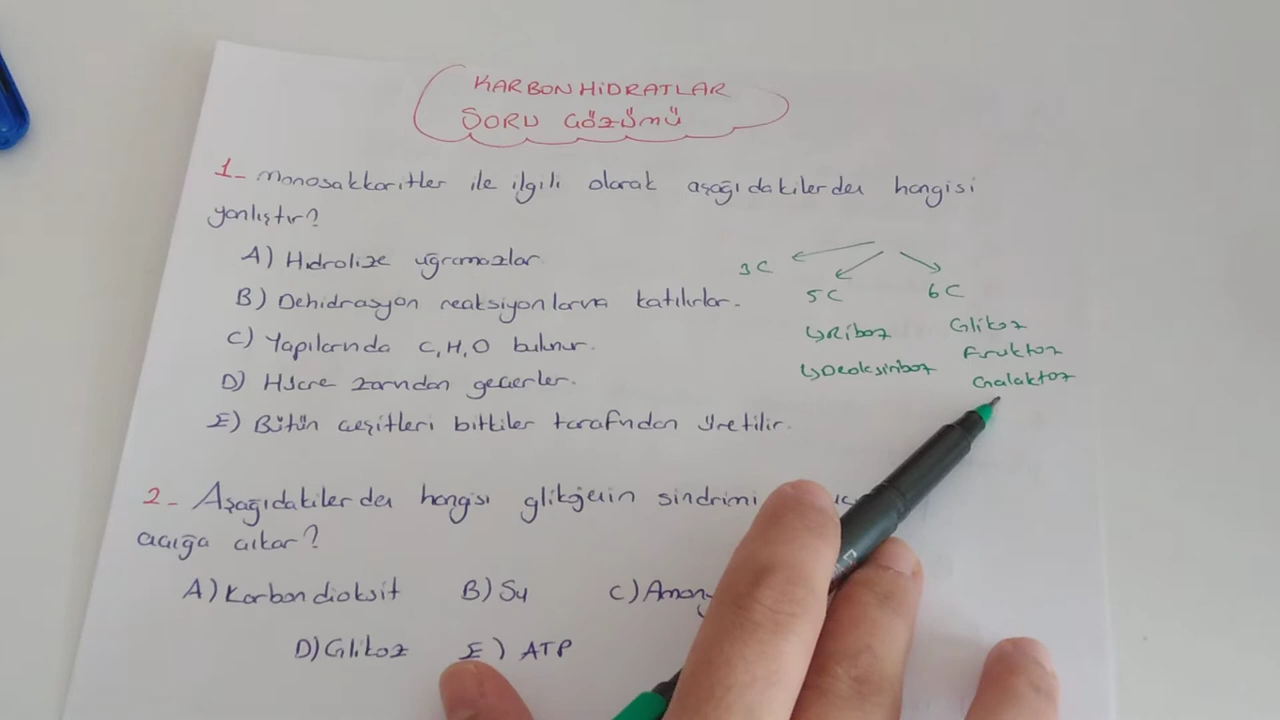 KARBONHİDRATLAR
SORU ÇÖZÜMÜ
1- Monosakkaritler ile ilgili olarak aşağıdakilerden hangisi
yanlıştır?
A) Hidrolize uğramazlar.
B) Dehidrasyon reaksiyonlarına katılırlar.
C) Yapılarında C, H, O bulunur.
D) Hücre zarından geçerler.
E) Bütün çeşitleri bitkiler tarafından üretilir.
3C
5C
6C
Riboz
Deoksiriboz
Glikoz
Fruktoz
Galaktoz
2- Aşağıdakilerden hangisi glikojenin sindirimi
açığa çıkar?
A) Karbondioksit B) Su C)
D) Glikoz E) ATP